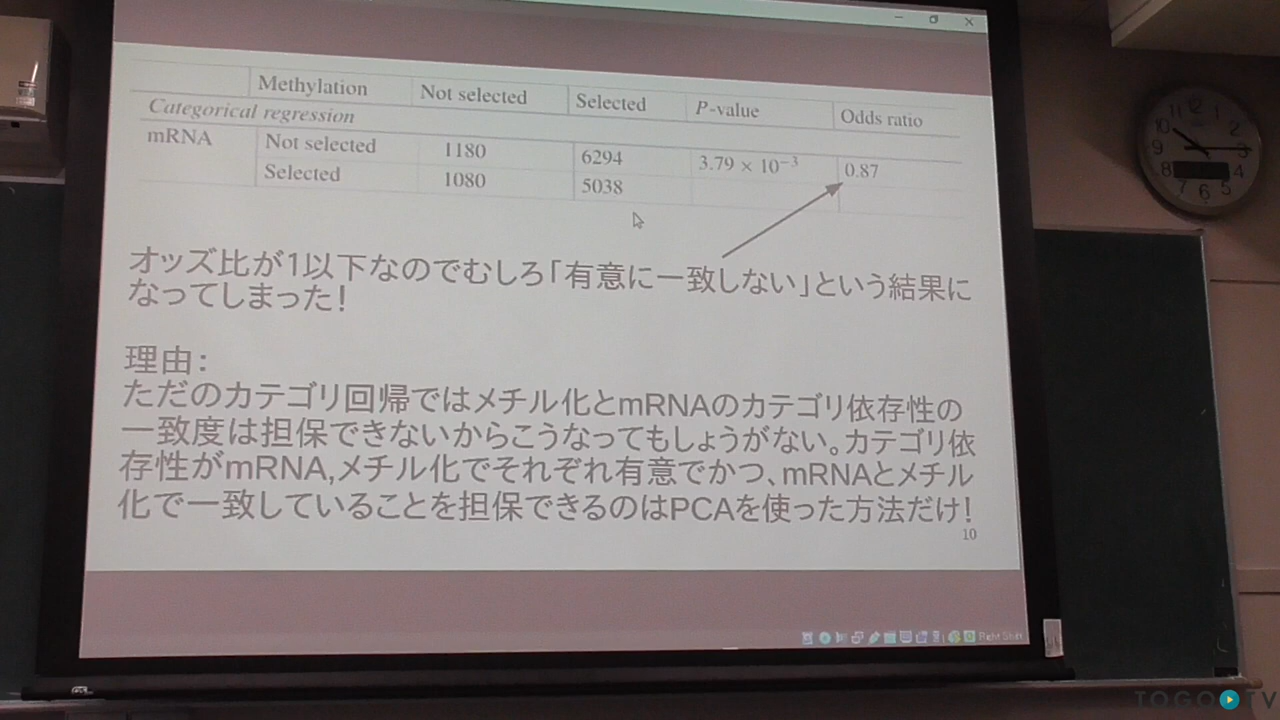 Methylation Not selected Selected P-value Odds ratio
Categorical regression
mRNA Not selected 1180 6294 3.79 × 10⁻³ 0.87
Selected 1080 5038
オッズ比が1以下なのでむしろ「有意に一致しない」という結果に
なってしまった!
理由:
ただのカテゴリ回帰ではメチル化とmRNAのカテゴリ依存性の
一致度は担保できないからこうなってもしょうがない。カテゴリ依
存性がmRNA,メチル化でそれぞれ有意でかつ、mRNAとメチル
化で一致していることを担保できるのはPCAを使った方法だけ!
10
Right Shift
TOGO TV